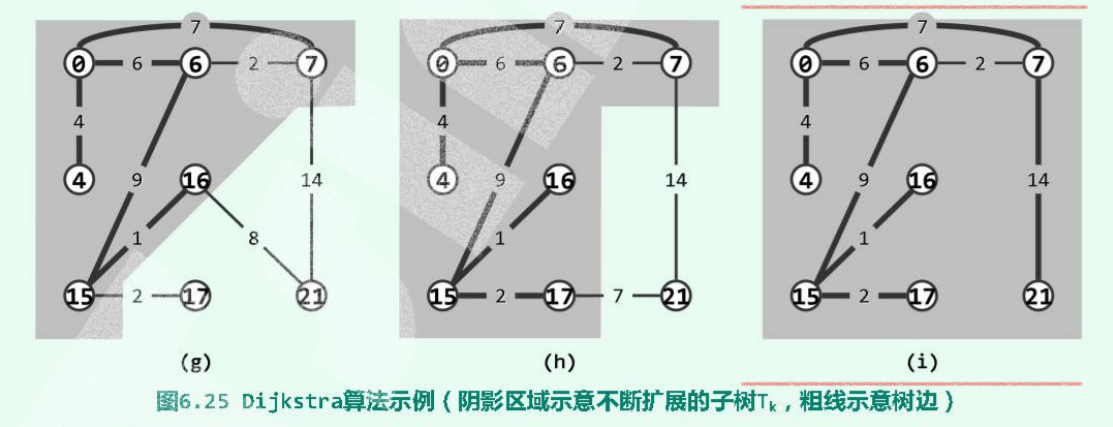 7 7 7
0 6 6 2 7 0 6 6 2 7 0 6 6 2 7
4 4 4
4 9 16 14 4 9 16 14 4 9 16 14
1 8 1 1
15 2 17 21 15 2 17 7 21 15 2 17 21
(g) (h) (i)
图6.25 Dijkstra算法示例（阴影区域示意不断扩展的子树Tₖ，粗线示意树边）